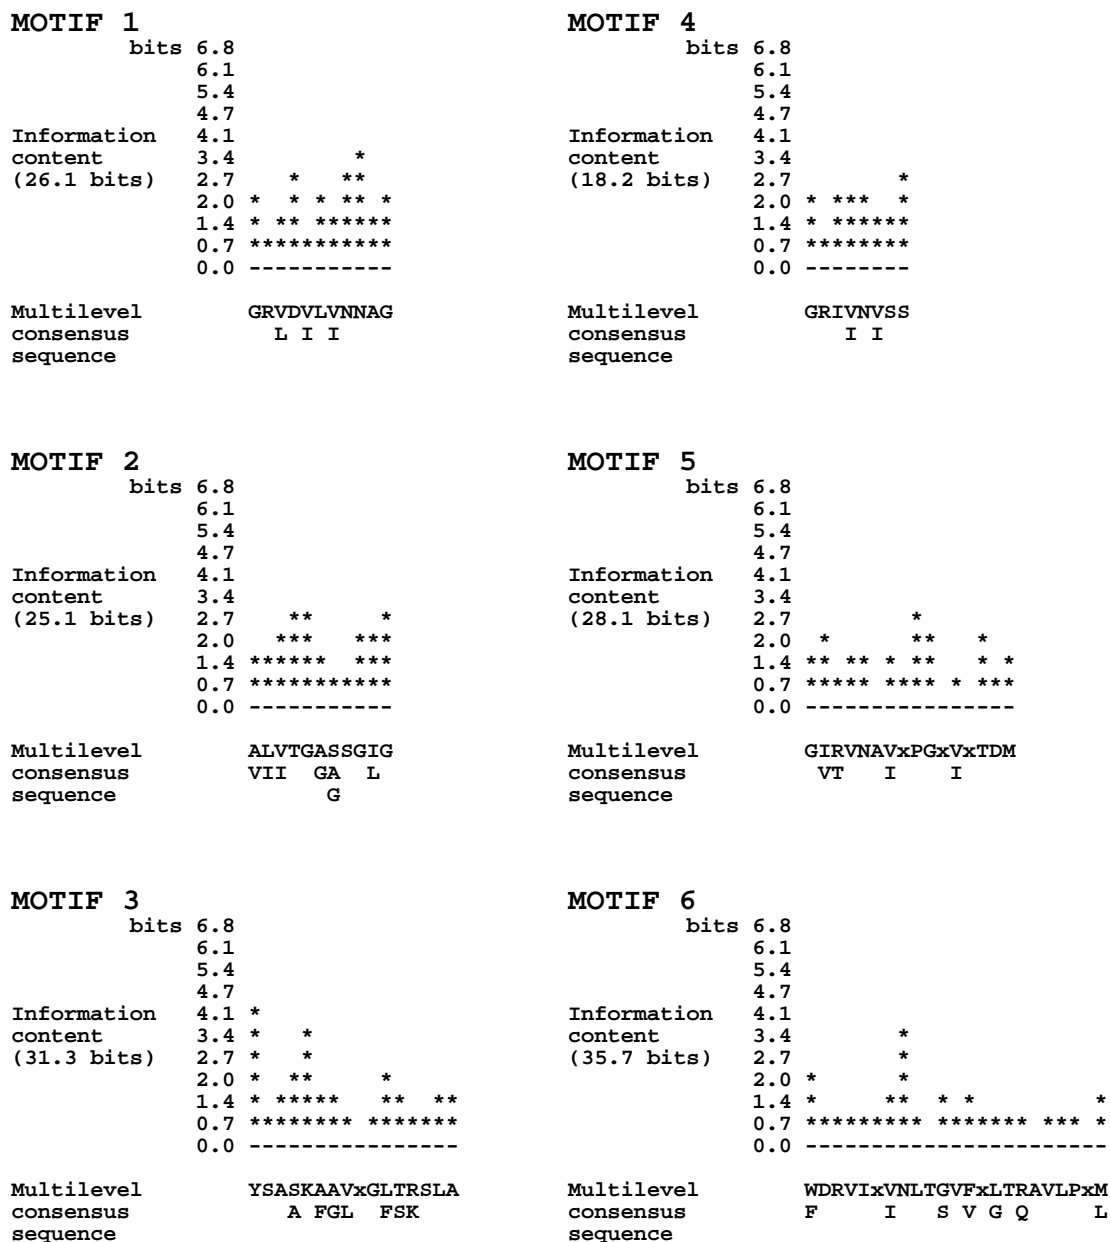 MOTIF 1
bits 6.8
6.1
5.4
4.7
Information 4.1
content 3.4         *
(26.1 bits) 2.7    *   **
2.0 *  * * ** *
1.4 * ** ******
0.7 ***********
0.0 -----------
Multilevel GRVDVLVNNAG
consensus   L I I
sequence
MOTIF 2
bits 6.8
6.1
5.4
4.7
Information 4.1
content 3.4
(25.1 bits) 2.7    **     *
2.0   ***   ***
1.4 ******  ***
0.7 ***********
0.0 -----------
Multilevel ALVTGASSGIG
consensus VII  GA  L
sequence       G
MOTIF 3
bits 6.8
6.1
5.4
4.7
Information 4.1 *
content 3.4 *   *
(31.3 bits) 2.7 *   *
2.0 *  **     *
1.4 * *****   **  **
0.7 ******** *******
0.0 ----------------
Multilevel YSASKAAVxGLTRSLA
consensus    A FGL  FSK
sequence
MOTIF 4
bits 6.8
6.1
5.4
4.7
Information 4.1
content 3.4
(18.2 bits) 2.7        *
2.0 * ***  *
1.4 * ******
0.7 ********
0.0 --------
Multilevel GRIVNVSS
consensus    I I
sequence
MOTIF 5
bits 6.8
6.1
5.4
4.7
Information 4.1
content 3.4
(28.1 bits) 2.7         *
2.0  *      **   *
1.4 ** ** * **   * *
0.7 ***** **** * ***
0.0 ----------------
Multilevel GIRVNAVxPGxVxTDM
consensus  VT   I    I
sequence
MOTIF 6
bits 6.8
6.1
5.4
4.7
Information 4.1
content 3.4        *
(35.7 bits) 2.7        *
2.0 *      *
1.4 *     **  * *         *
0.7 ********* ******* *** *
0.0 -----------------------
Multilevel WDRVIxVNLTGVFxLTRAVLPxM
consensus F     I   S V G Q     L
sequence